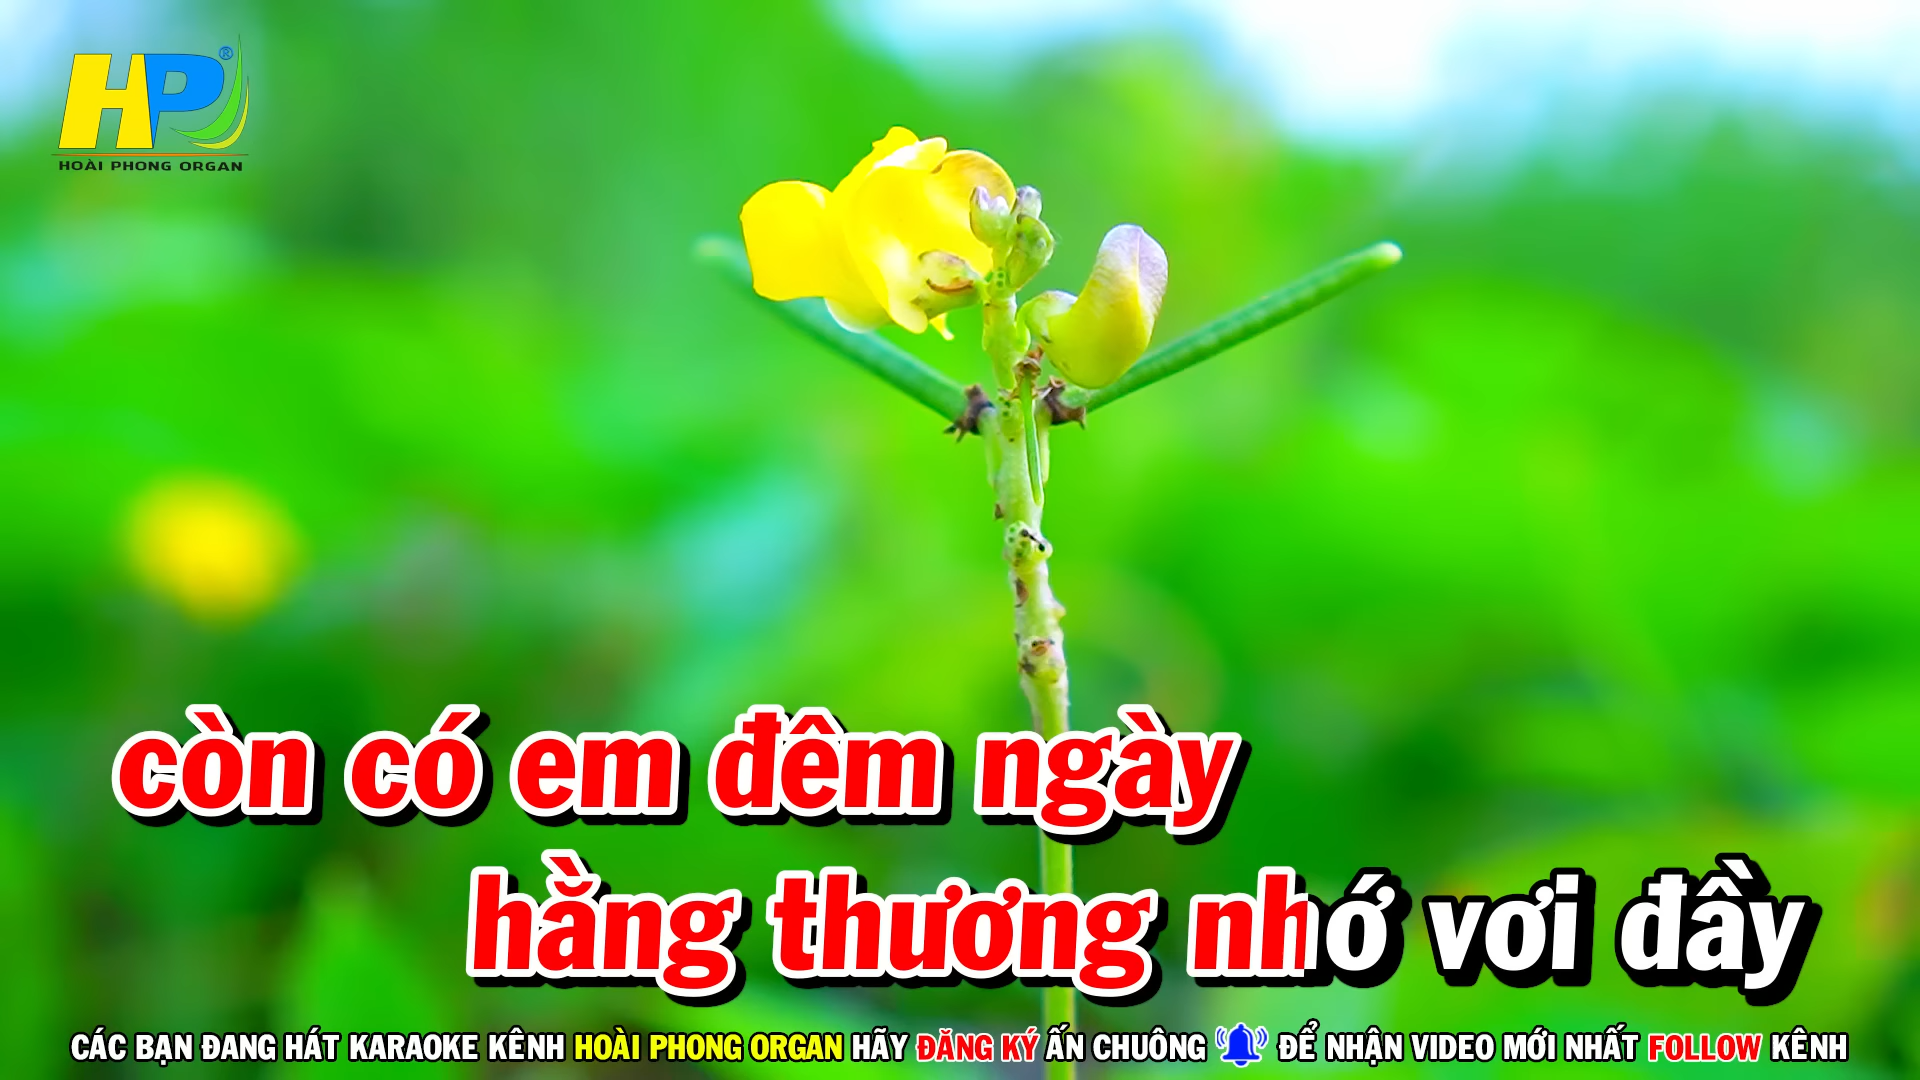 HP®
HOÀI PHONG ORGAN
còn có em đêm ngày
hằng thương nhớ vơi đầy
CÁC BẠN ĐANG HÁT KARAOKE KÊNH HOÀI PHONG ORGAN HÃY ĐĂNG KÝ ẤN CHUÔNG ĐỂ NHẬN VIDEO MỚI NHẤT FOLLOW KÊNH